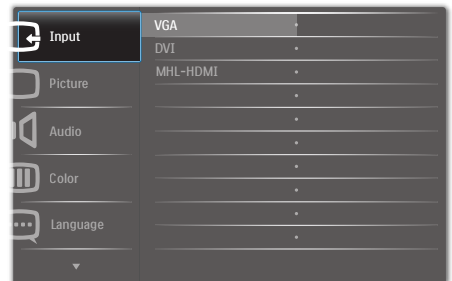 Input
Picture
Audio
Color
Language
VGA
DVI
MHL-HDMI